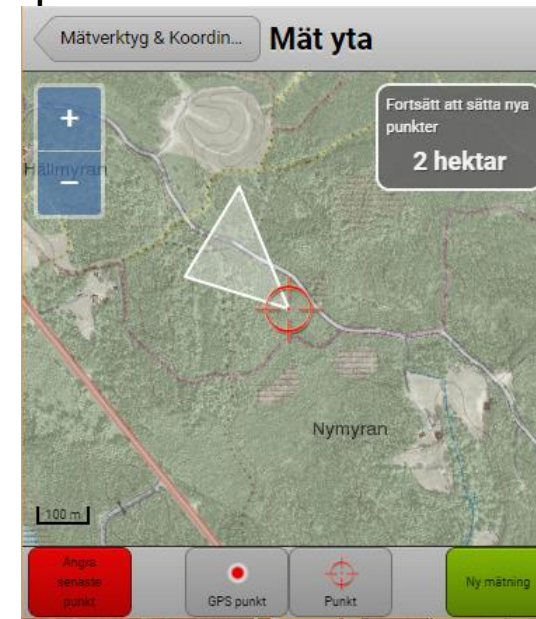 Mätverktyg & Koordin...
Mät yta
+
Fortsätt att sätta nya
punkter
2 hektar
Hällmyran
−
Nymyran
100 m
Ångra
senaste
punkt
GPS punkt
Punkt
Ny mätning